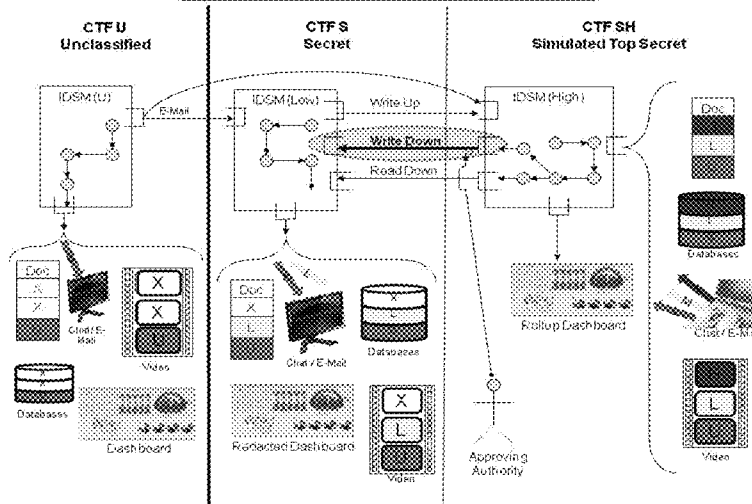 CTF U
Unclassified
CTF S
Secret
CTF SH
Simulated Top Secret
IDSM (U)
E-Mail
IDSM (Low)
Write Up
Write Down
Read Down
IDSM (High)
Doc
X
X
Chat / E-
Mail
X
X
L
Video
X
Databases
Dashboard
Doc
X
L
Chat / E-Mail
X
Databases
Redacted Dashboard
X
L
Video
Rollup Dashboard
Approving
Authority
Doc
L
L
Databases
Chat / E-M
L
Video